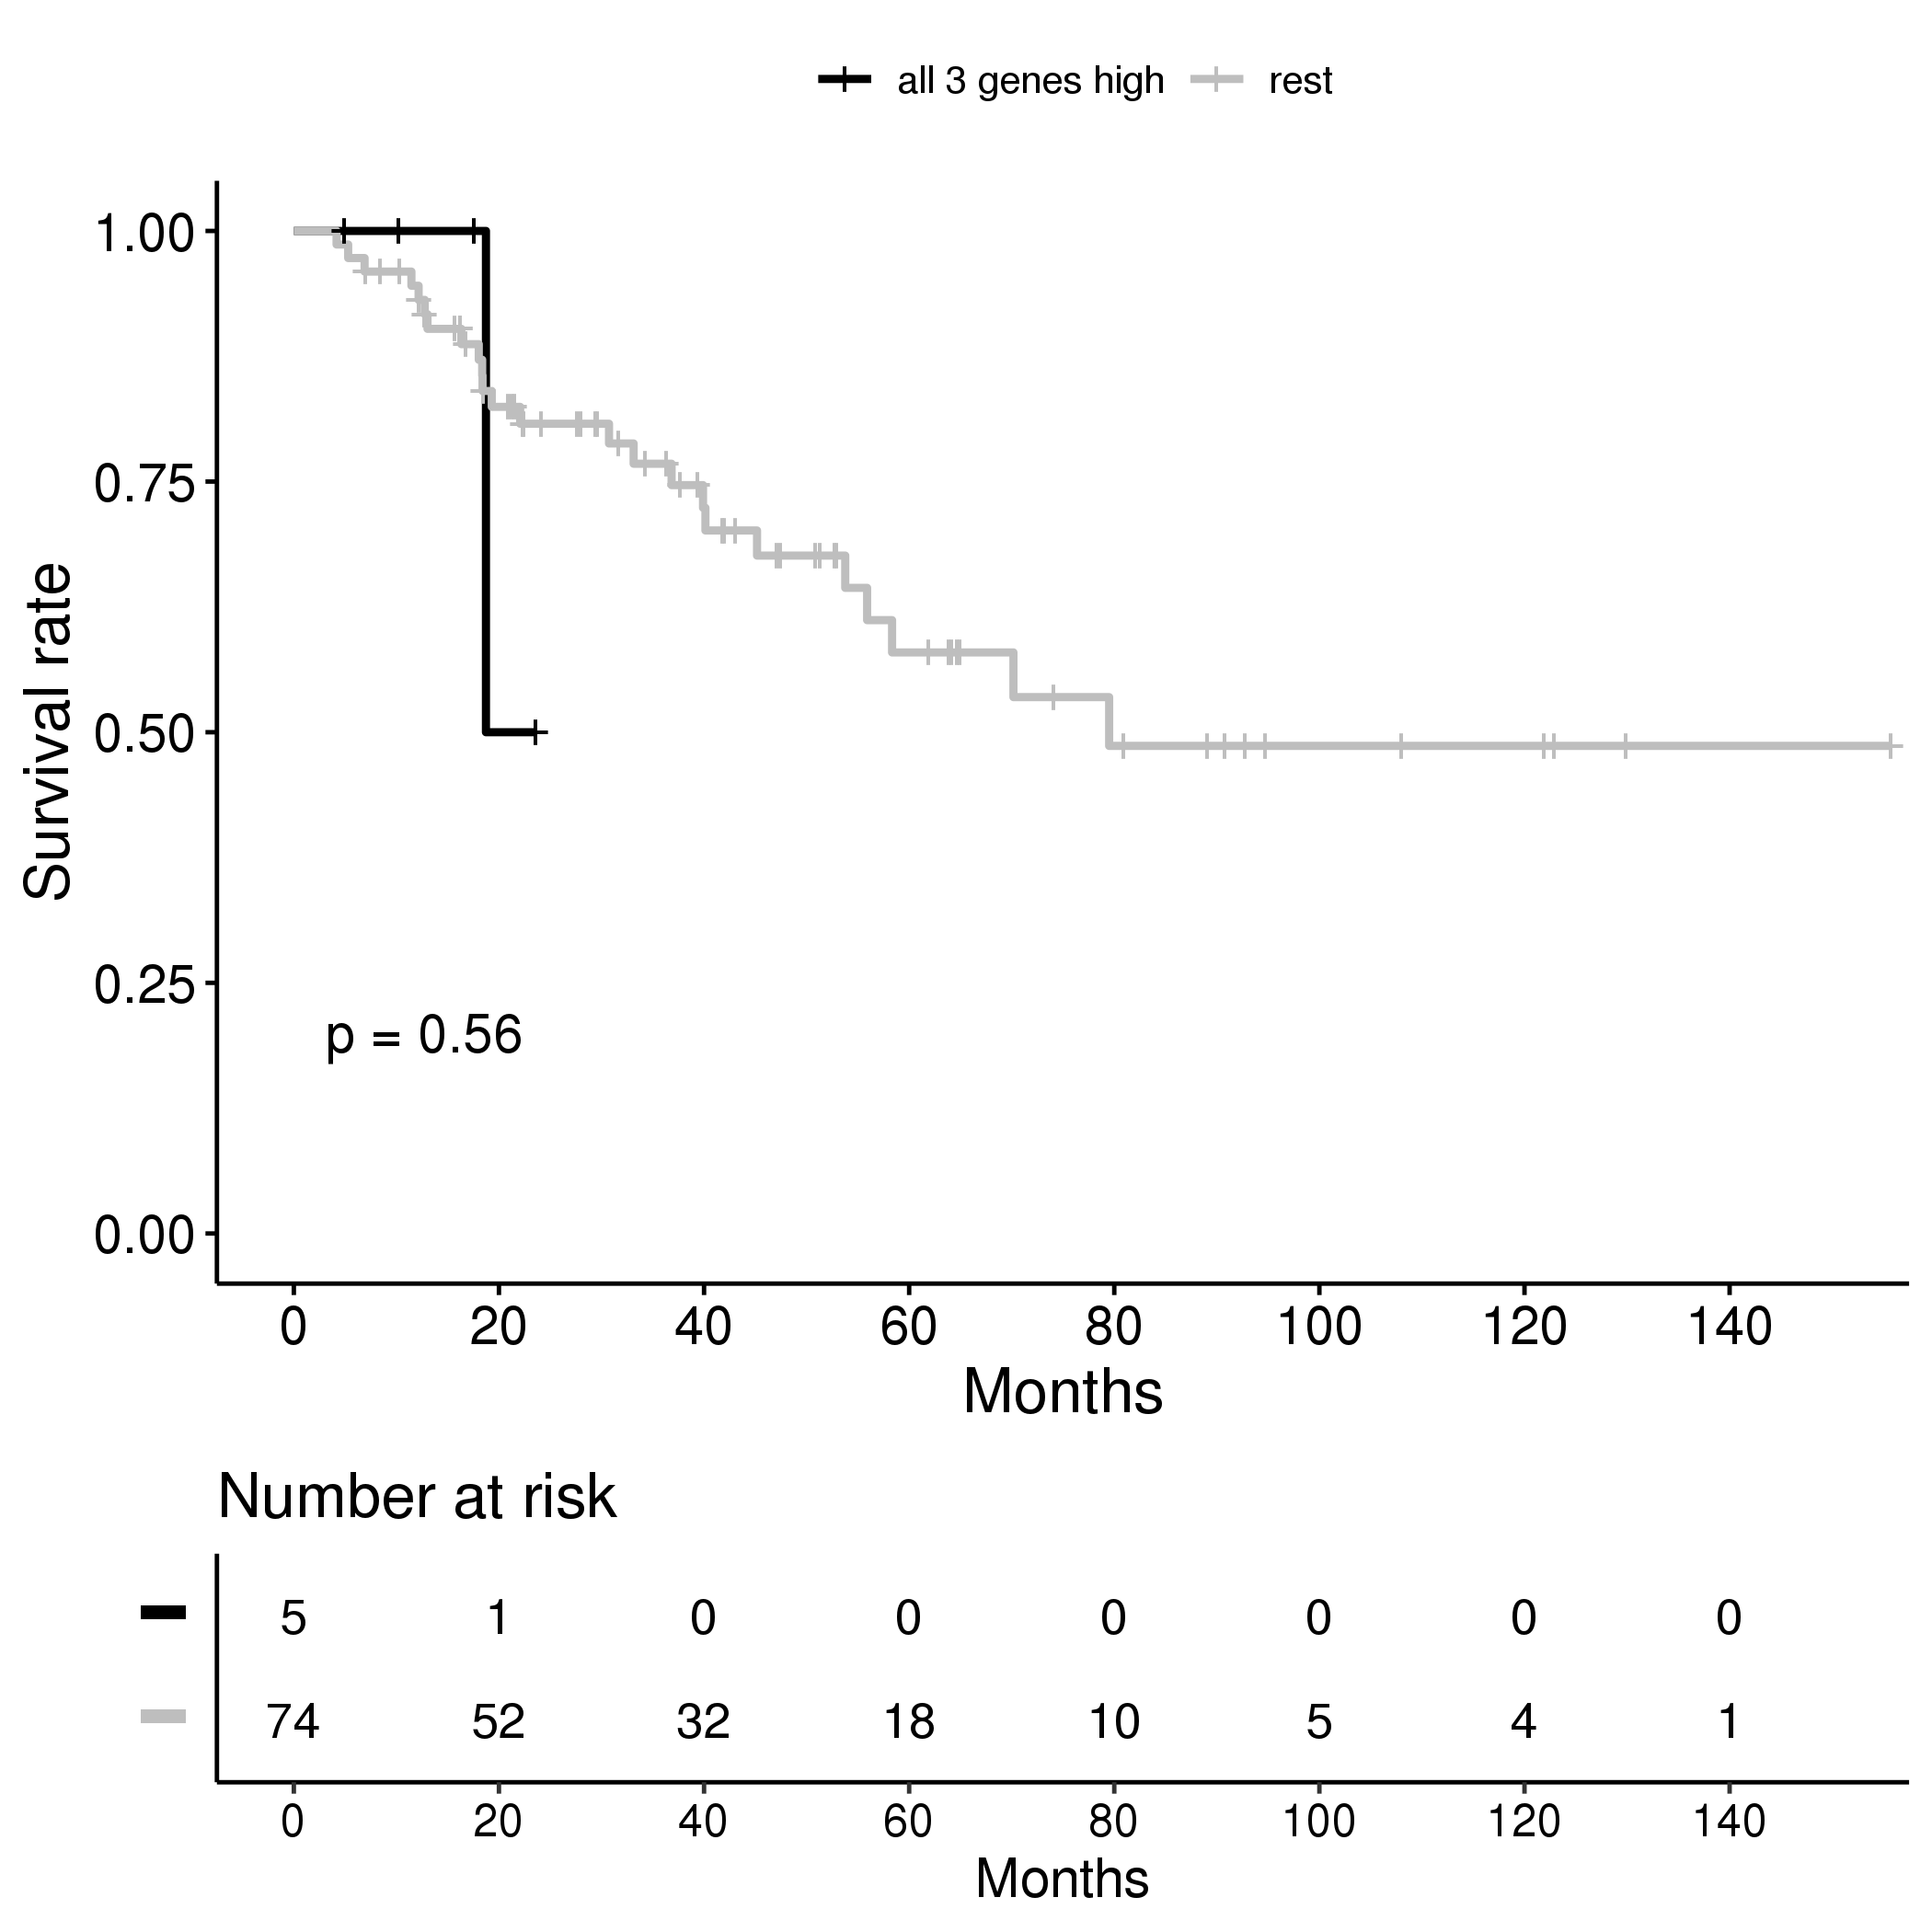 all 3 genes high rest
1.00
0.75
0.50
0.25
0.00
Survival rate
p = 0.56
0 20 40 60 80 100 120 140
Months
Number at risk
5 1 0 0 0 0 0 0
74 52 32 18 10 5 4 1
0 20 40 60 80 100 120 140
Months